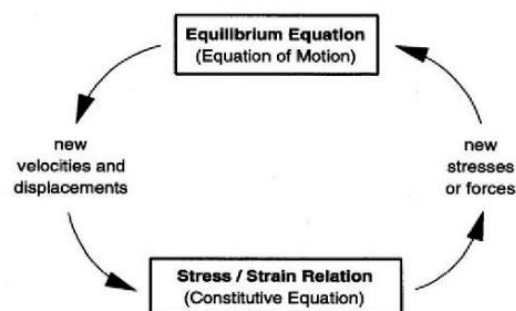 Equilibrium Equation
(Equation of Motion)
new
velocities and
displacements
new
stresses
or forces
Stress / Strain Relation
(Constitutive Equation)